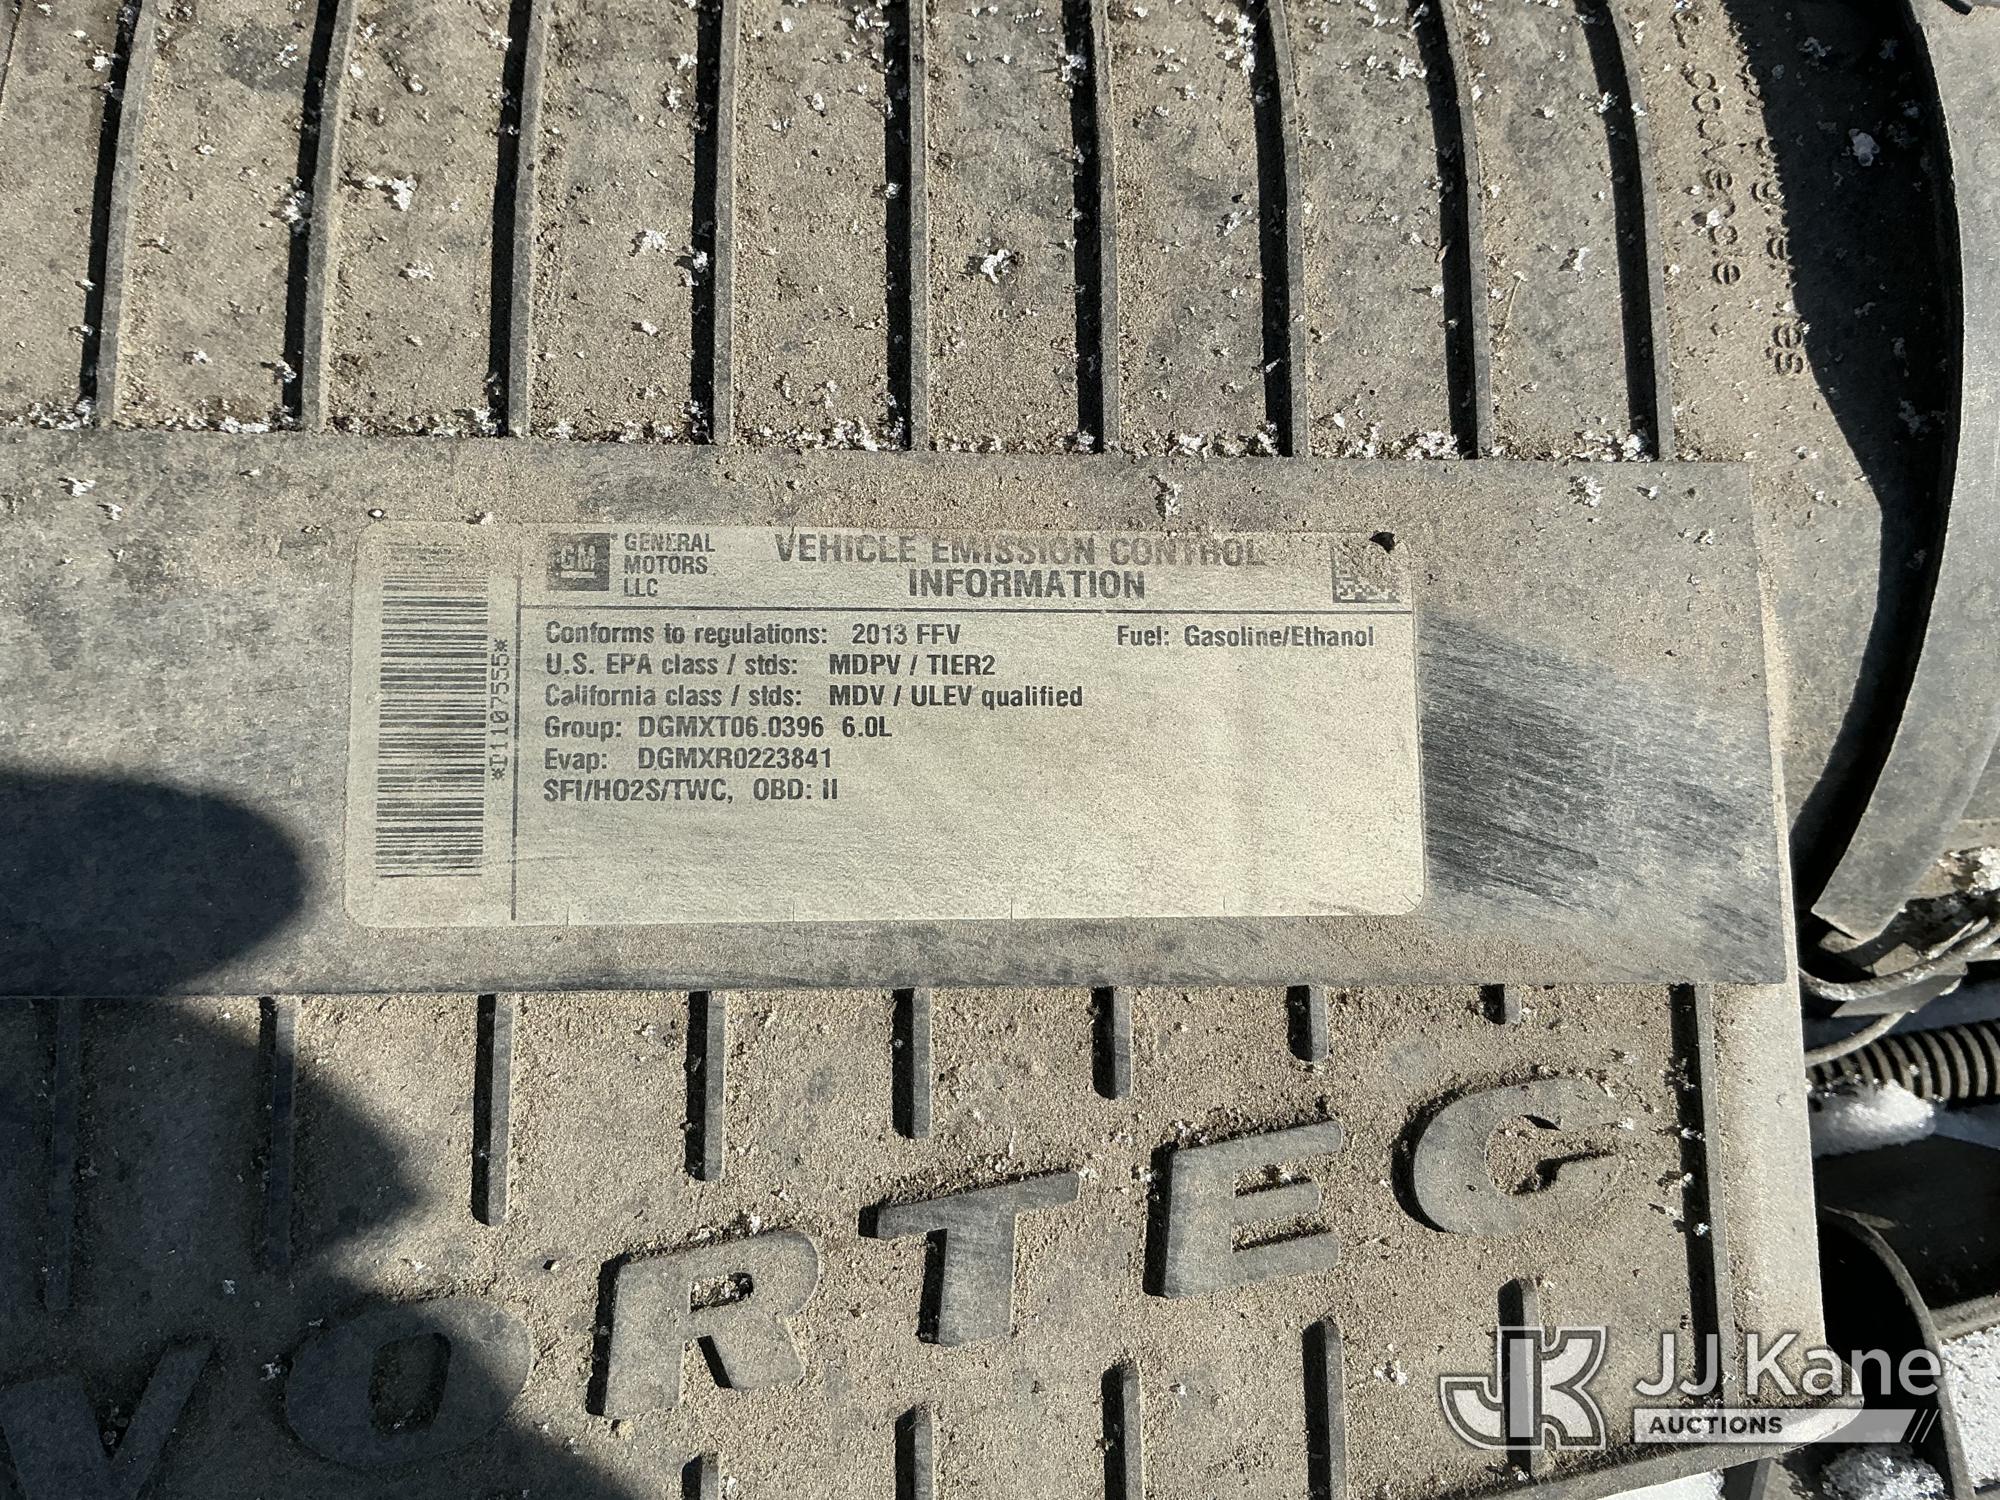 GM
GENERAL
MOTORS
LLC
VEHICLE EMISSION CONTROL
INFORMATION
Conforms to regulations: 2013 FFV
Fuel: Gasoline/Ethanol
U.S. EPA class / stds: MDPV / TIER2
California class / stds: MDV / ULEV qualified
Group: DGMXT06.0396 6.0L
Evap: DGMXR0223841
SFI/HO2S/TWC, OBD: II
VORTEC
JK JJ Kane
AUCTIONS